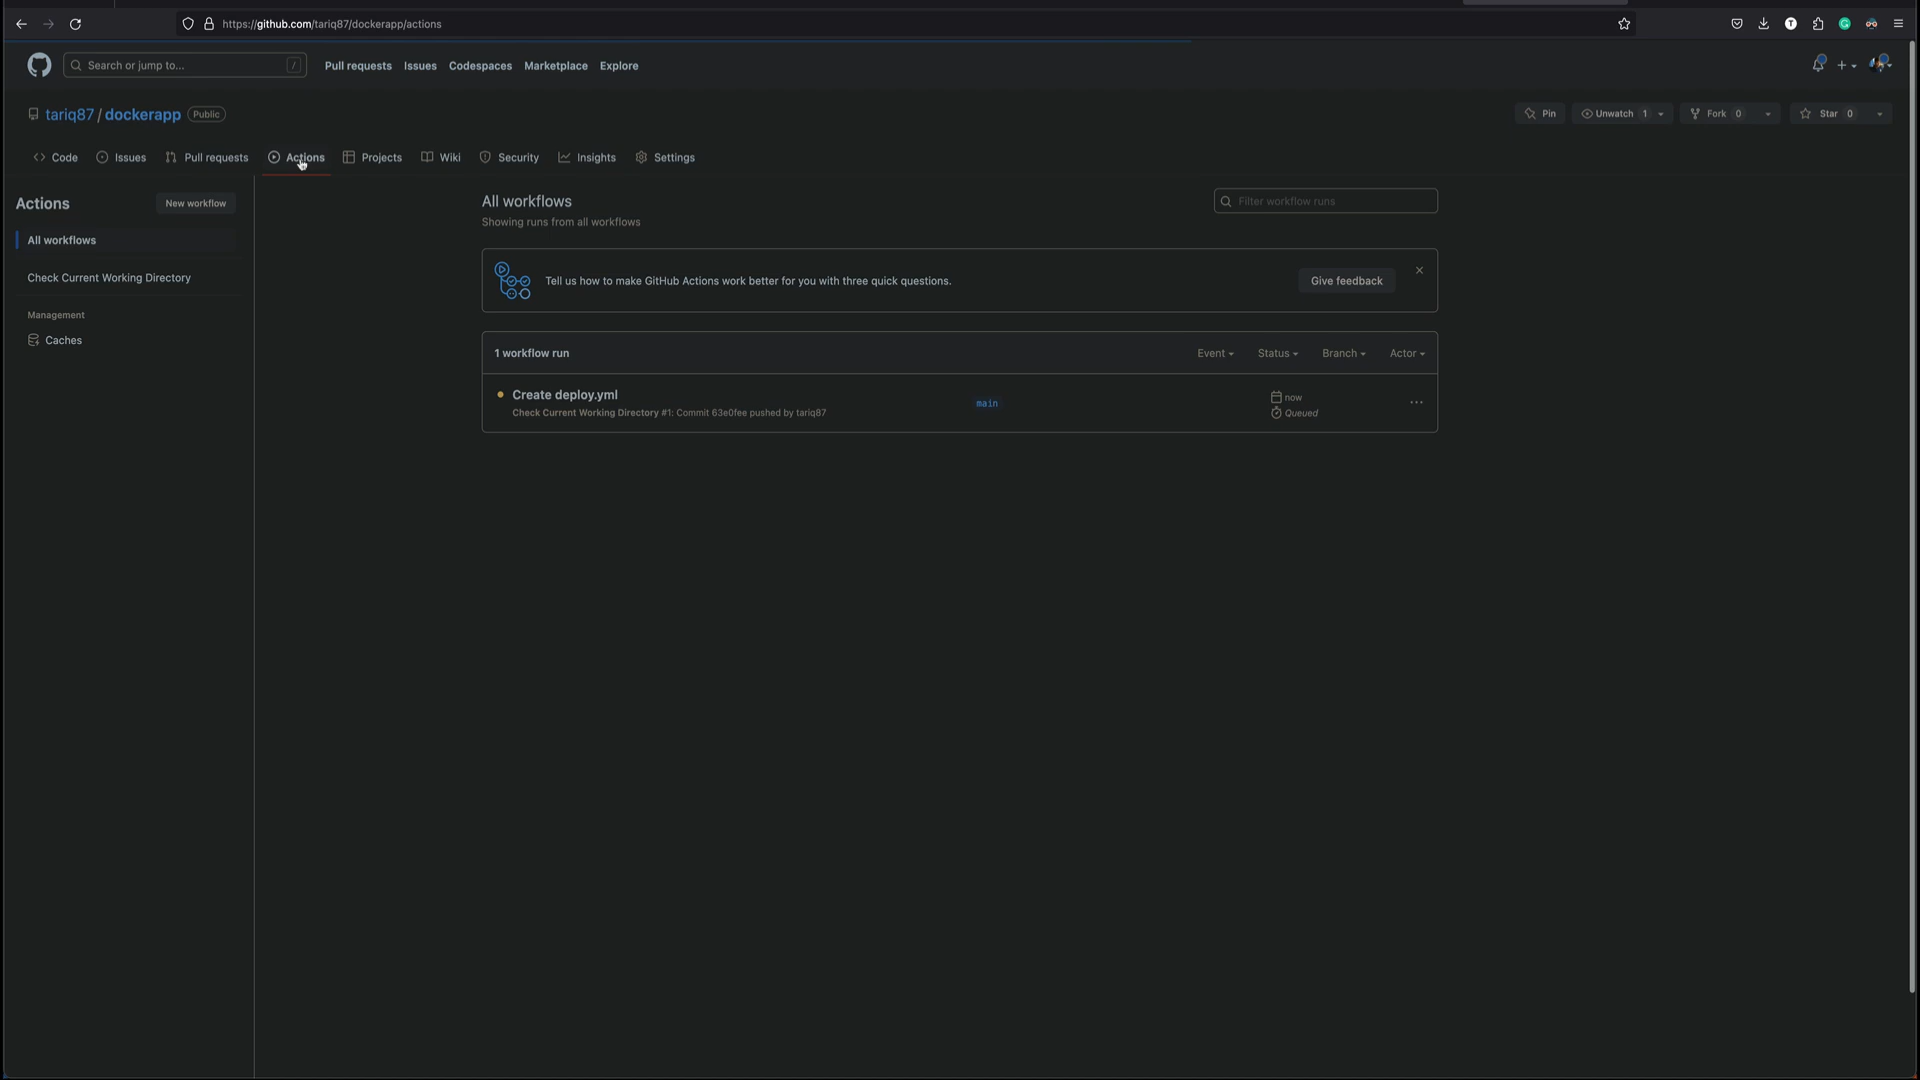 https://github.com/tariq87/dockerapp/actions
Search or jump to... /
Pull requests Issues Codespaces Marketplace Explore
tariq87 / dockerapp Public
Pin Unwatch 1 Fork 0 Star 0
Code Issues Pull requests Actions Projects Wiki Security Insights Settings
Actions New workflow
All workflows
Check Current Working Directory
Management
Caches
All workflows
Showing runs from all workflows
Filter workflow runs
Tell us how to make GitHub Actions work better for you with three quick questions.
Give feedback
1 workflow run
Event Status Branch Actor
Create deploy.yml
Check Current Working Directory #1: Commit 63e0fee pushed by tariq87
main
now
Queued